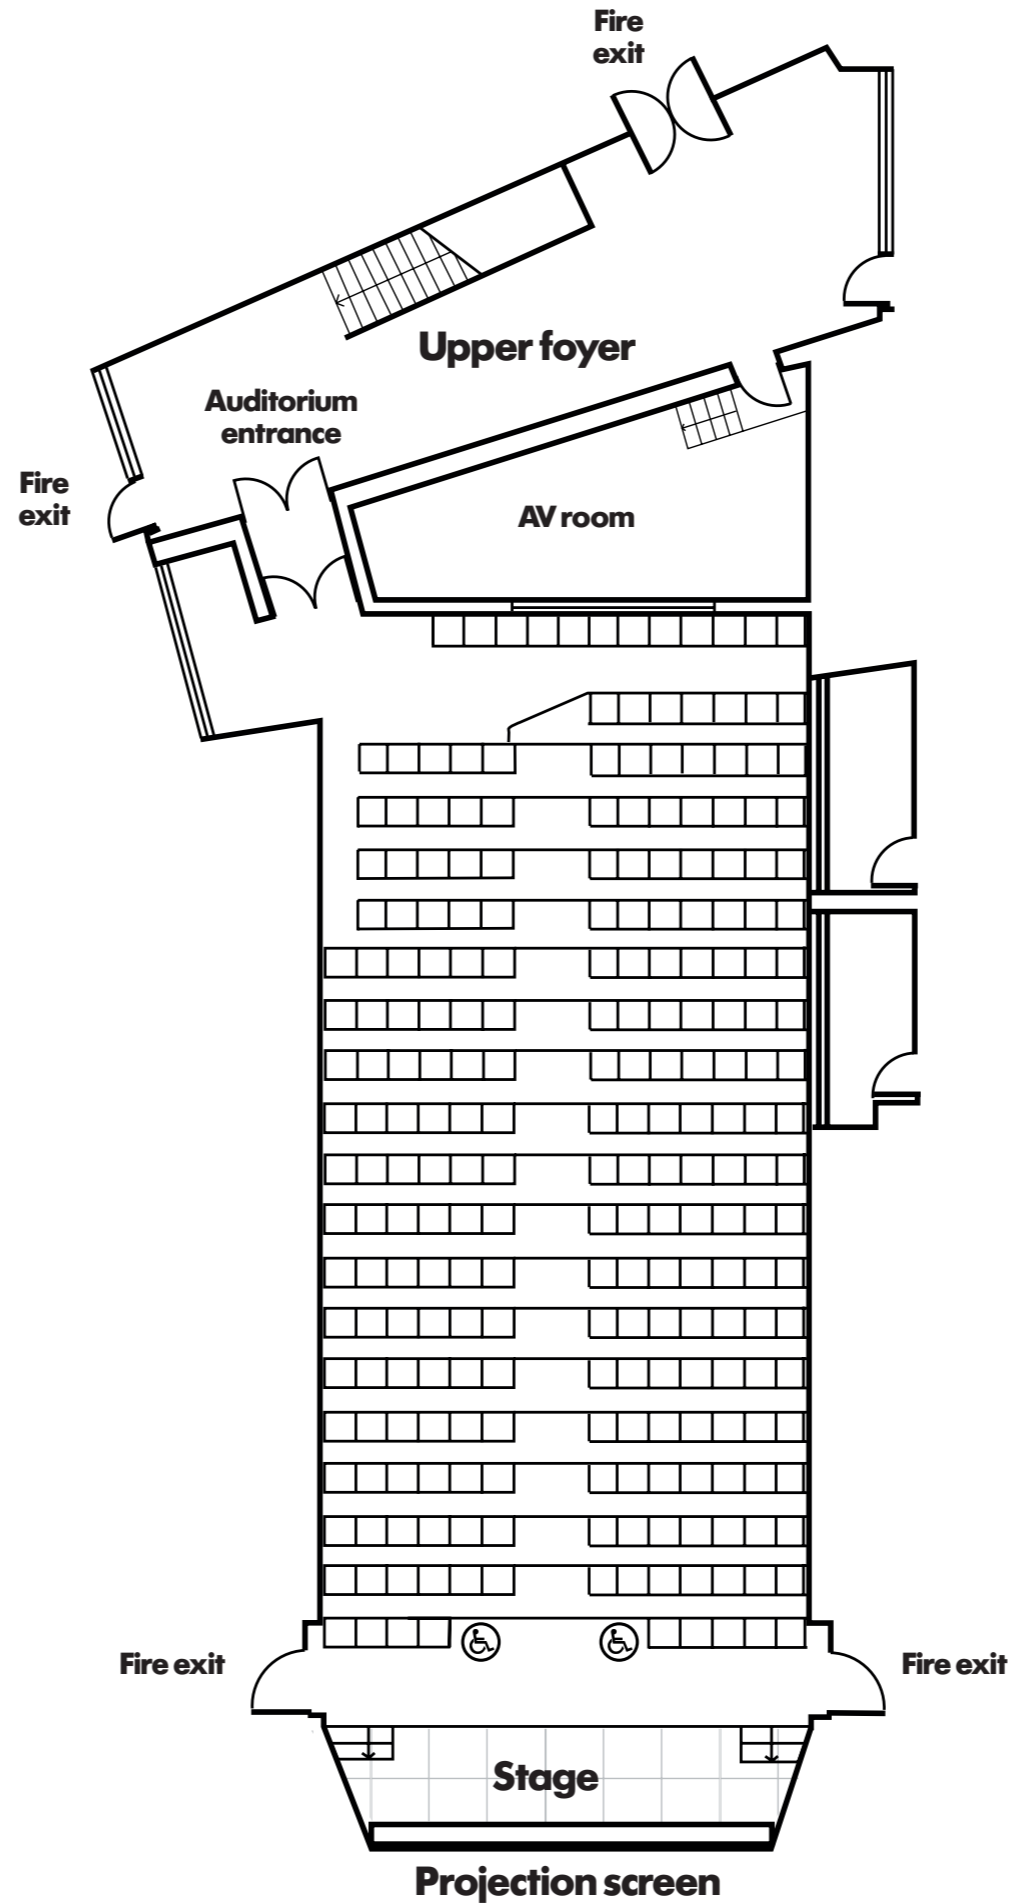 Fire
exit
Upper foyer
Auditorium
entrance
Fire
exit
AV room
Fire exit
Fire exit
Stage
Projection screen